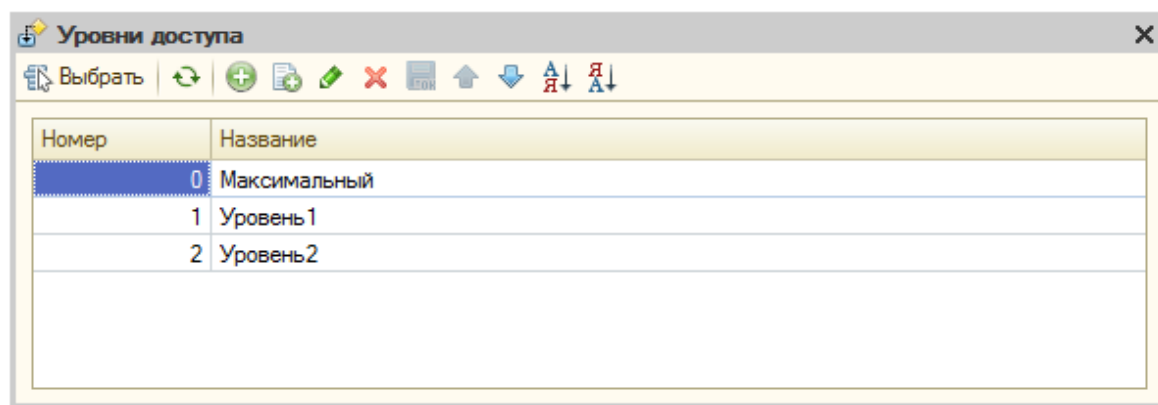 Уровни доступа
Выбрать
Номер Название
0 Максимальный
1 Уровень1
2 Уровень2